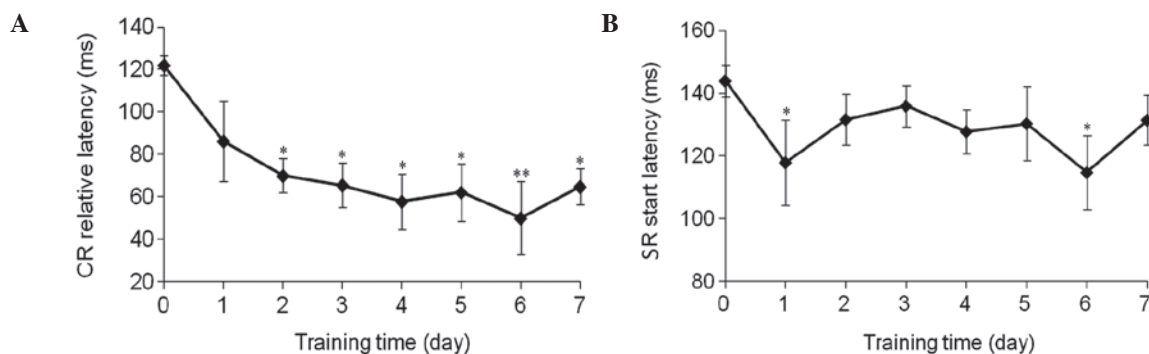 A
CR relative latency (ms)
140
120
100
80
60
40
20
* * * * ** *
0 1 2 3 4 5 6 7
Training time (day)
B
SR start latency (ms)
160
140
120
100
80
* *
0 1 2 3 4 5 6 7
Training time (day)